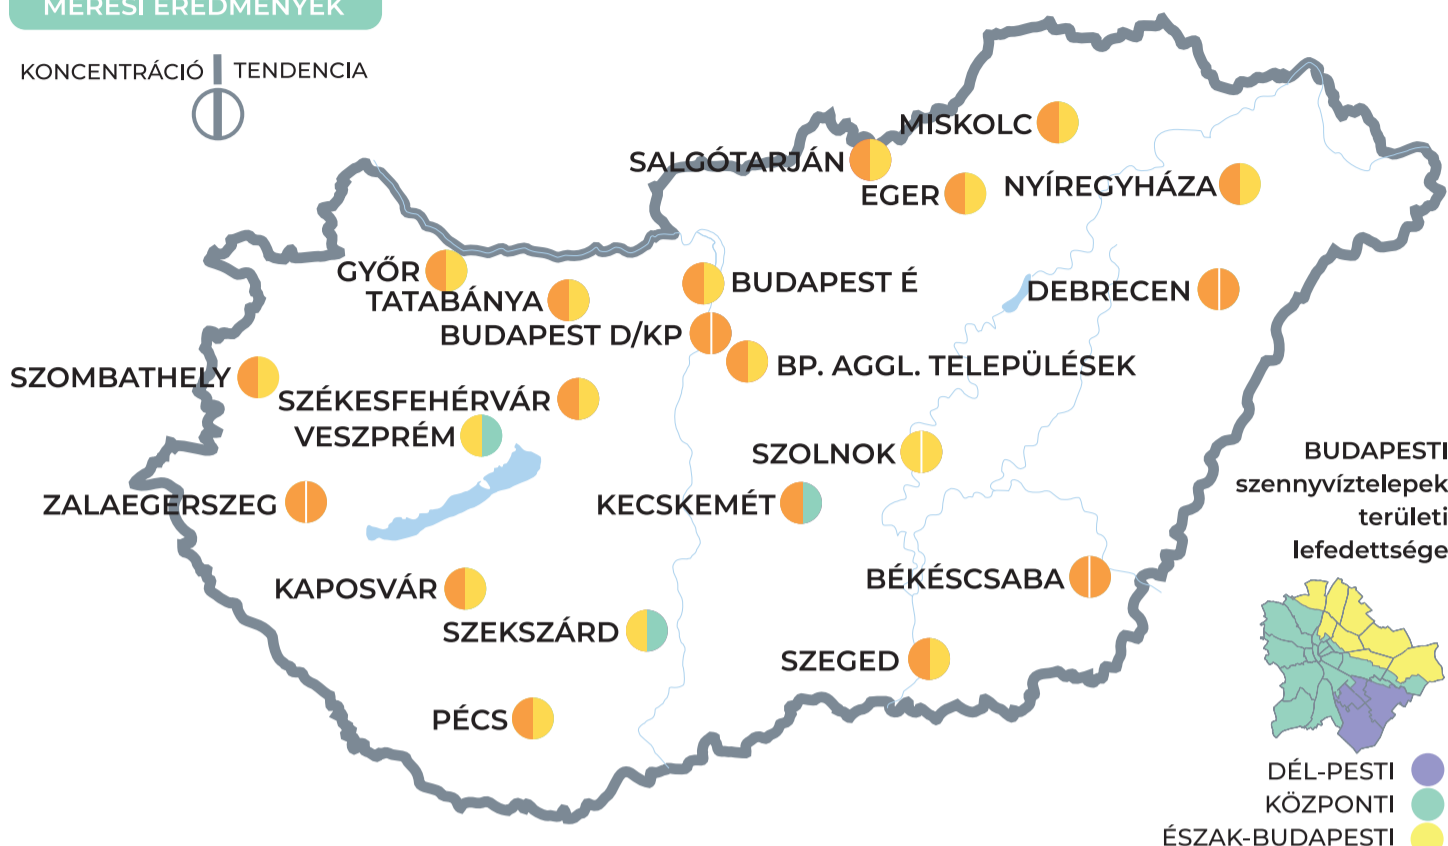 MÉRÉSI EREDMÉNYEK
KONCENTRÁCIÓ TENDENCIA
MISKOLC
SALGÓTARJÁN
EGER
NYÍREGYHÁZA
GYŐR
TATABÁNYA
BUDAPEST É
DEBRECEN
BUDAPEST D/KP
BP. AGGL. TELEPÜLÉSEK
SZOMBATHELY
SZÉKESFEHÉRVÁR
VESZPRÉM
SZOLNOK
ZALAEGERSZEG
KECSKEMÉT
BÉKÉSCSABA
KAPOSVÁR
SZEKSZÁRD
SZEGED
PÉCS
BUDAPESTI
szennyvíztelepek
területi
lefedettsége
DÉL-PESTI
KÖZPONTI
ÉSZAK-BUDAPESTI